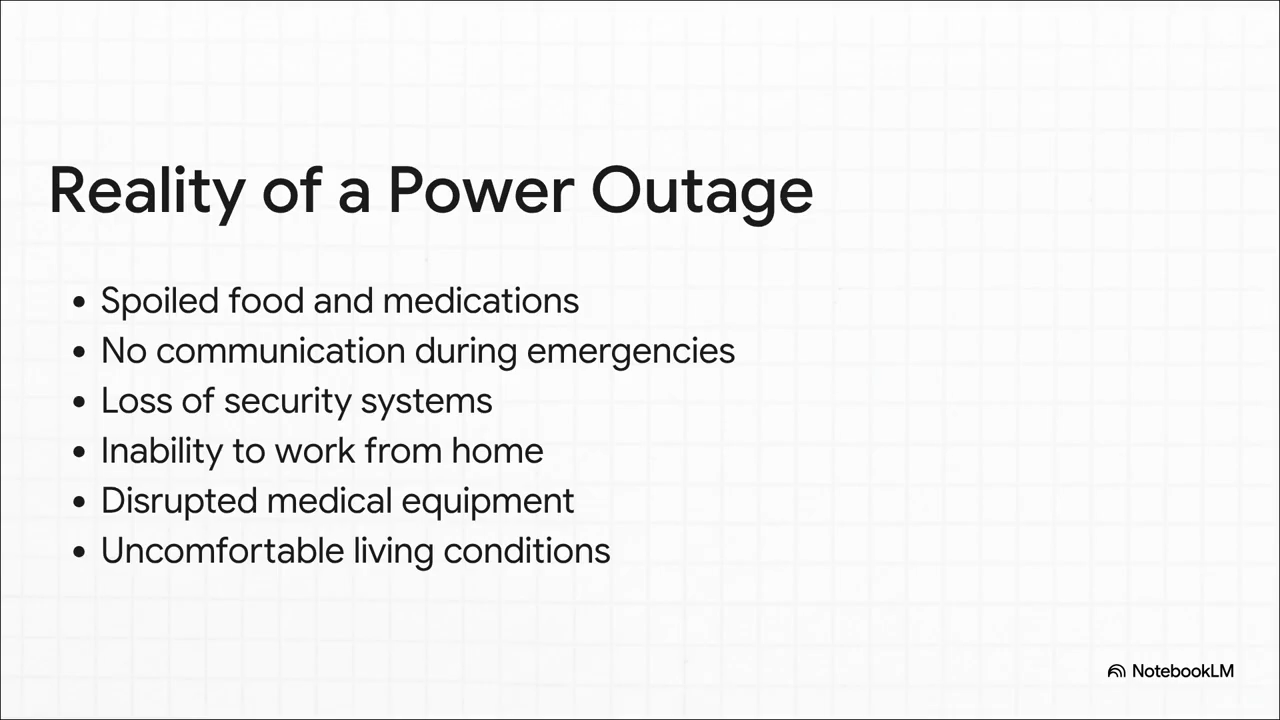 Reality of a Power Outage
• Spoiled food and medications
• No communication during emergencies
• Loss of security systems
• Inability to work from home
• Disrupted medical equipment
• Uncomfortable living conditions
NotebookLM